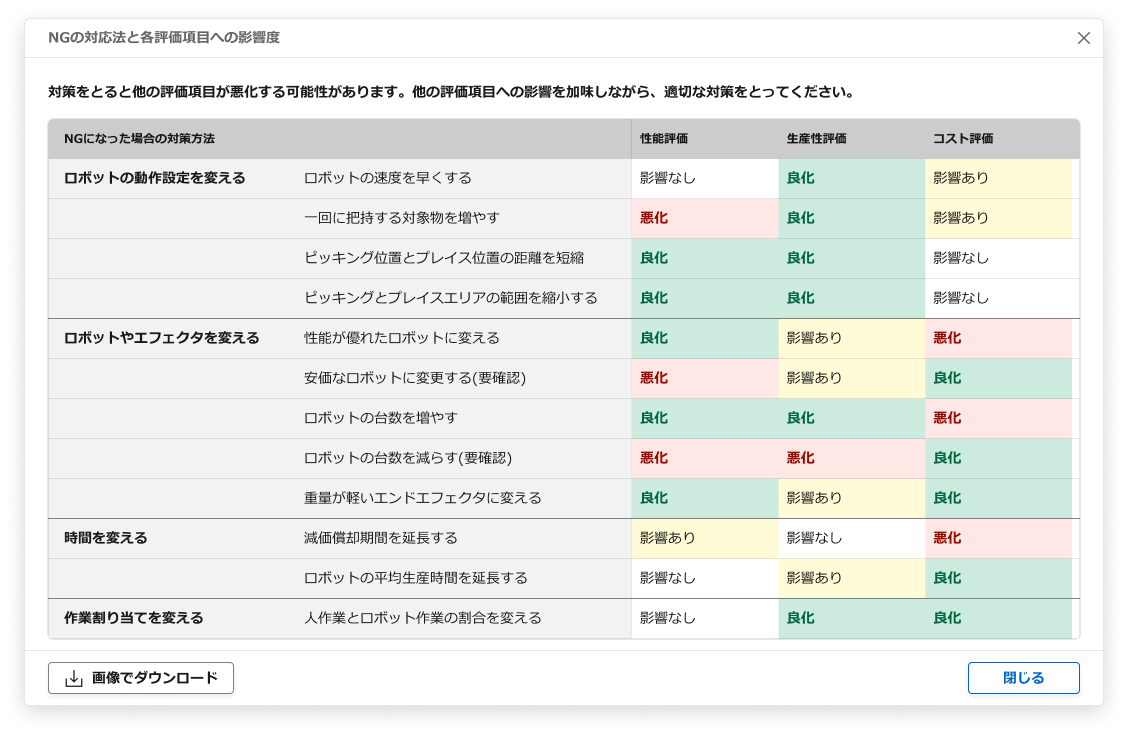 NGの対応法と各評価項目への影響度
対策をとると他の評価項目が悪化する可能性があります。他の評価項目への影響を加味しながら、適切な対策をとってください。
NGになった場合の対策方法 性能評価 生産性評価 コスト評価
ロボットの動作設定を変える ロボットの速度を早くする 影響なし 良化 影響あり
一回に把持する対象物を増やす 悪化 良化 影響あり
ピッキング位置とプレイス位置の距離を短縮 良化 良化 影響なし
ピッキングとプレイスエリアの範囲を縮小する 良化 良化 影響なし
ロボットやエフェクタを変える 性能が優れたロボットに変える 良化 影響あり 悪化
安価なロボットに変更する(要確認) 悪化 影響あり 良化
ロボットの台数を増やす 良化 良化 悪化
ロボットの台数を減らす(要確認) 悪化 悪化 良化
重量が軽いエンドエフェクタに変える 良化 影響あり 良化
時間を変える 減価償却期間を延長する 影響あり 影響なし 悪化
ロボットの平均生産時間を延長する 影響なし 影響あり 良化
作業割り当てを変える 人作業とロボット作業の割合を変える 影響なし 良化 良化
画像でダウンロード 閉じる